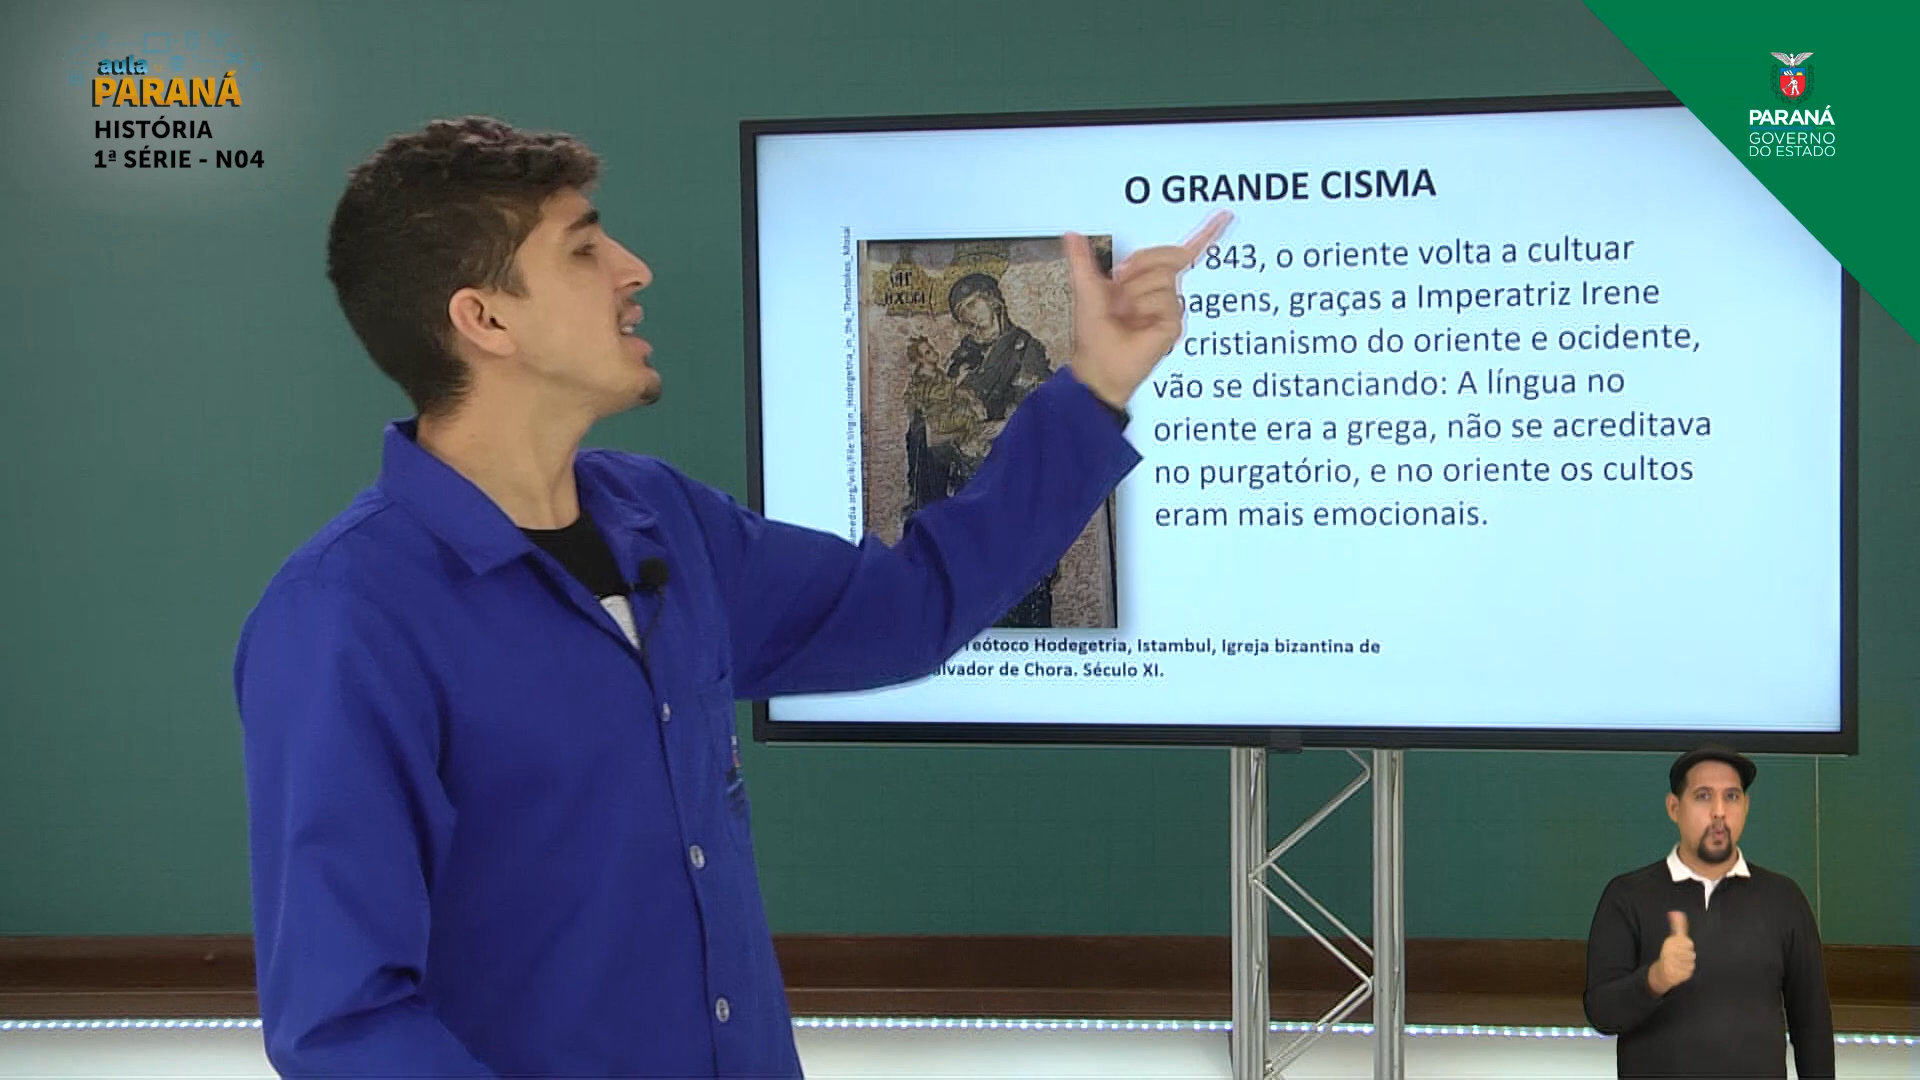 aula
PARANÁ
HISTÓRIA
1ª SÉRIE - N04
PARANÁ
GOVERNO
DO ESTADO
O GRANDE CISMA
843, o oriente volta a cultuar
agens, graças a Imperatriz Irene
cristianismo do oriente e ocidente,
vão se distanciando: A língua no
oriente era a grega, não se acreditava
no purgatório, e no oriente os cultos
eram mais emocionais.
eótoco Hodegetria, Istambul, Igreja bizantina de
alvador de Chora. Século XI.